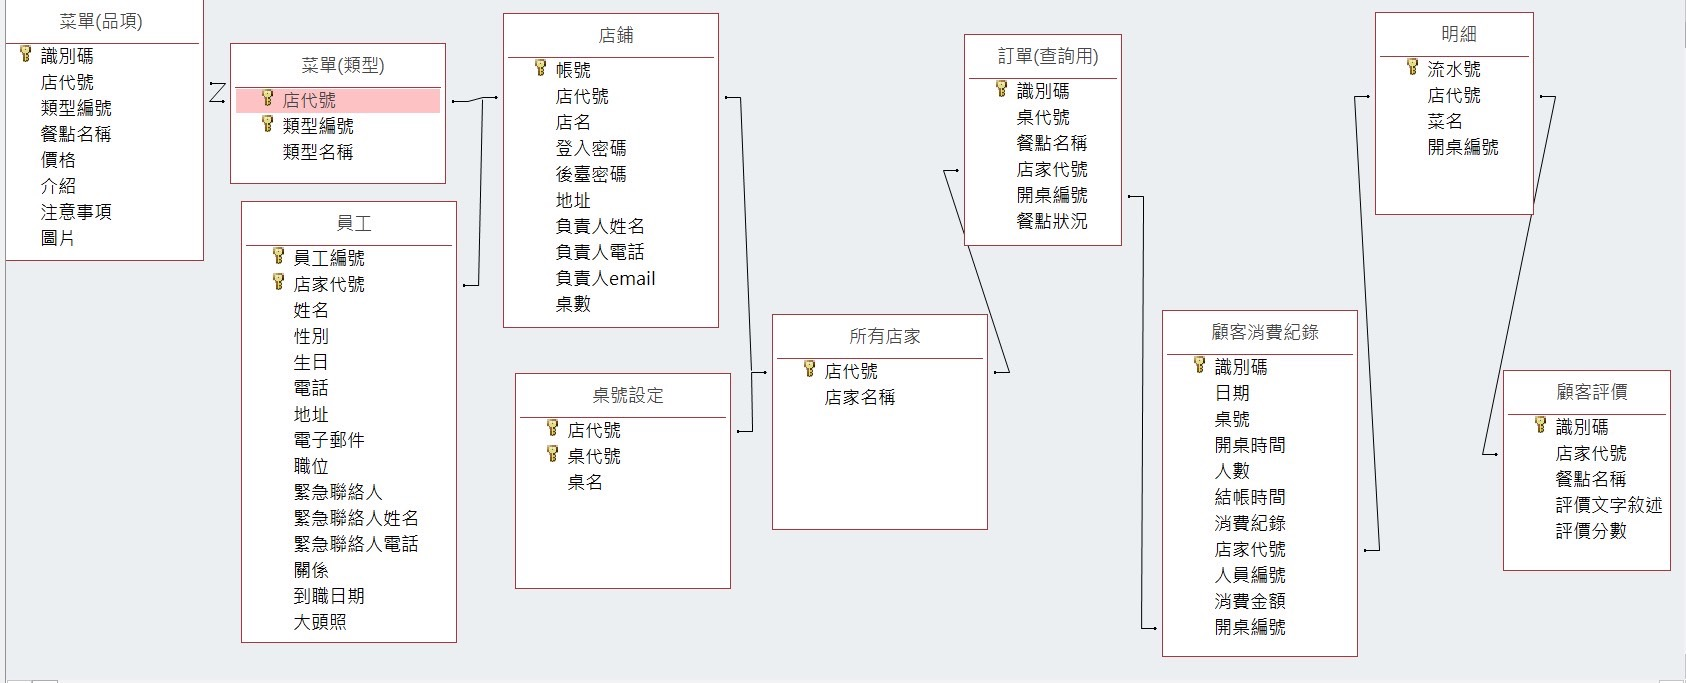 菜單(品項)
識別碼
店代號
類型編號
餐點名稱
價格
介紹
注意事項
圖片
菜單(類型)
店代號
類型編號
類型名稱
員工
員工編號
店家代號
姓名
性別
生日
電話
地址
電子郵件
職位
緊急聯絡人
緊急聯絡人姓名
緊急聯絡人電話
關係
到職日期
大頭照
店鋪
帳號
店代號
店名
登入密碼
後臺密碼
地址
負責人姓名
負責人電話
負責人email
桌數
桌號設定
店代號
桌代號
桌名
所有店家
店代號
店家名稱
訂單(查詢用)
識別碼
桌代號
餐點名稱
店家代號
開桌編號
餐點狀況
顧客消費紀錄
識別碼
日期
桌號
開桌時間
人數
結帳時間
消費紀錄
店家代號
人員編號
消費金額
開桌編號
明細
流水號
店代號
菜名
開桌編號
顧客評價
識別碼
店家代號
餐點名稱
評價文字敘述
評價分數